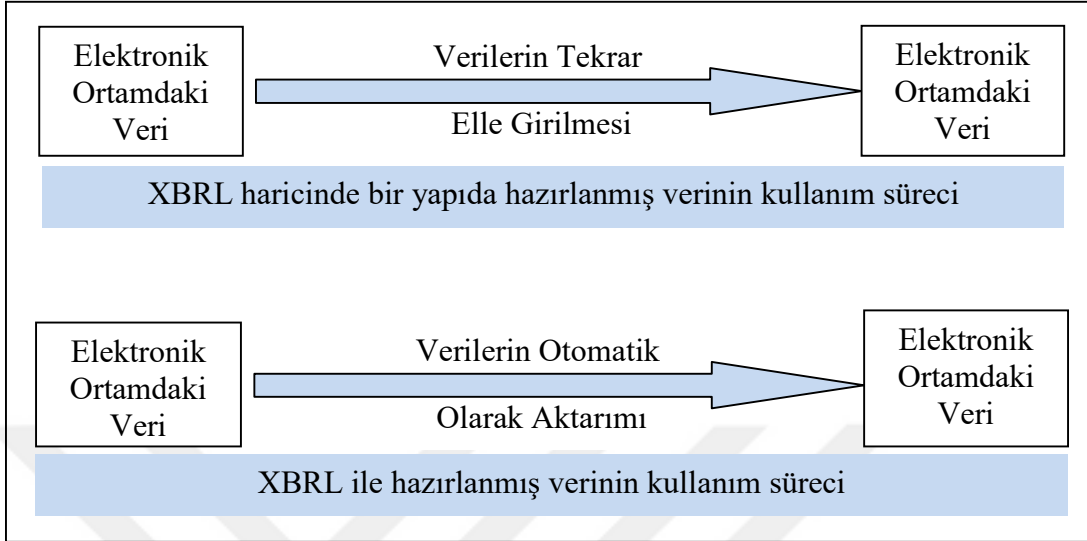 Elektronik
Ortamdaki
Veri
Verilerin Tekrar
Elle Girilmesi
Elektronik
Ortamdaki
Veri
XBRL haricinde bir yapıda hazırlanmış verinin kullanım süreci
Elektronik
Ortamdaki
Veri
Verilerin Otomatik
Olarak Aktarımı
Elektronik
Ortamdaki
Veri
XBRL ile hazırlanmış verinin kullanım süreci